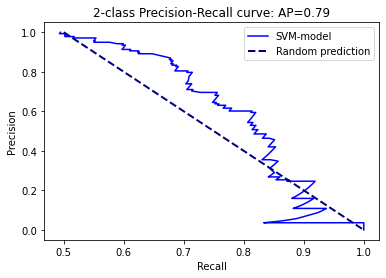 2-class Precision-Recall curve: AP=0.79
SVM-model
Random prediction
Precision
1.0
0.8
0.6
0.4
0.2
0.0
0.5 0.6 0.7 0.8 0.9 1.0
Recall